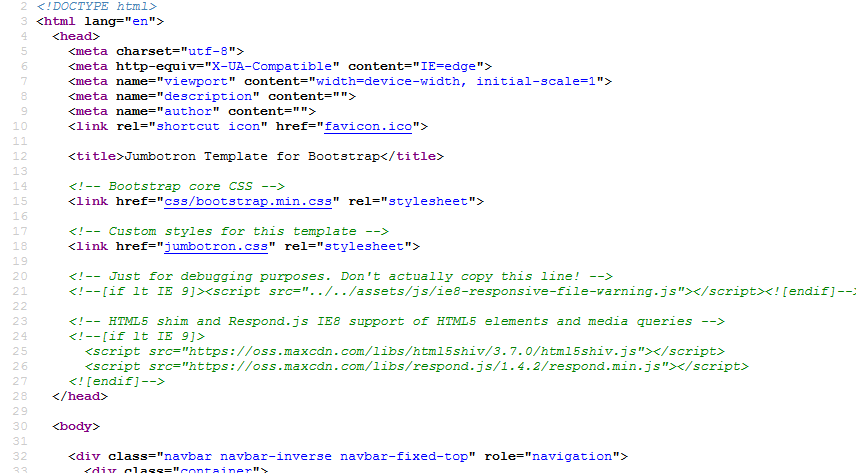 2 <!DOCTYPE html>
3 <html lang="en">
4   <head>
5     <meta charset="utf-8">
6     <meta http-equiv="X-UA-Compatible" content="IE=edge">
7     <meta name="viewport" content="width=device-width, initial-scale=1">
8     <meta name="description" content="">
9     <meta name="author" content="">
10     <link rel="shortcut icon" href="favicon.ico">
11
12     <title>Jumbotron Template for Bootstrap</title>
13
14     <!-- Bootstrap core CSS -->
15     <link href="css/bootstrap.min.css" rel="stylesheet">
16
17     <!-- Custom styles for this template -->
18     <link href="jumbotron.css" rel="stylesheet">
19
20     <!-- Just for debugging purposes. Don't actually copy this line! -->
21     <!--[if lt IE 9]><script src="../../assets/js/ie8-responsive-file-warning.js"></script><![endif]-->
22
23     <!-- HTML5 shim and Respond.js IE8 support of HTML5 elements and media queries -->
24     <!--[if lt IE 9]>
25       <script src="https://oss.maxcdn.com/libs/html5shiv/3.7.0/html5shiv.js"></script>
26       <script src="https://oss.maxcdn.com/libs/respond.js/1.4.2/respond.min.js"></script>
27     <![endif]-->
28   </head>
29
30   <body>
31
32     <div class="navbar navbar-inverse navbar-fixed-top" role="navigation">
33       <div class="container">